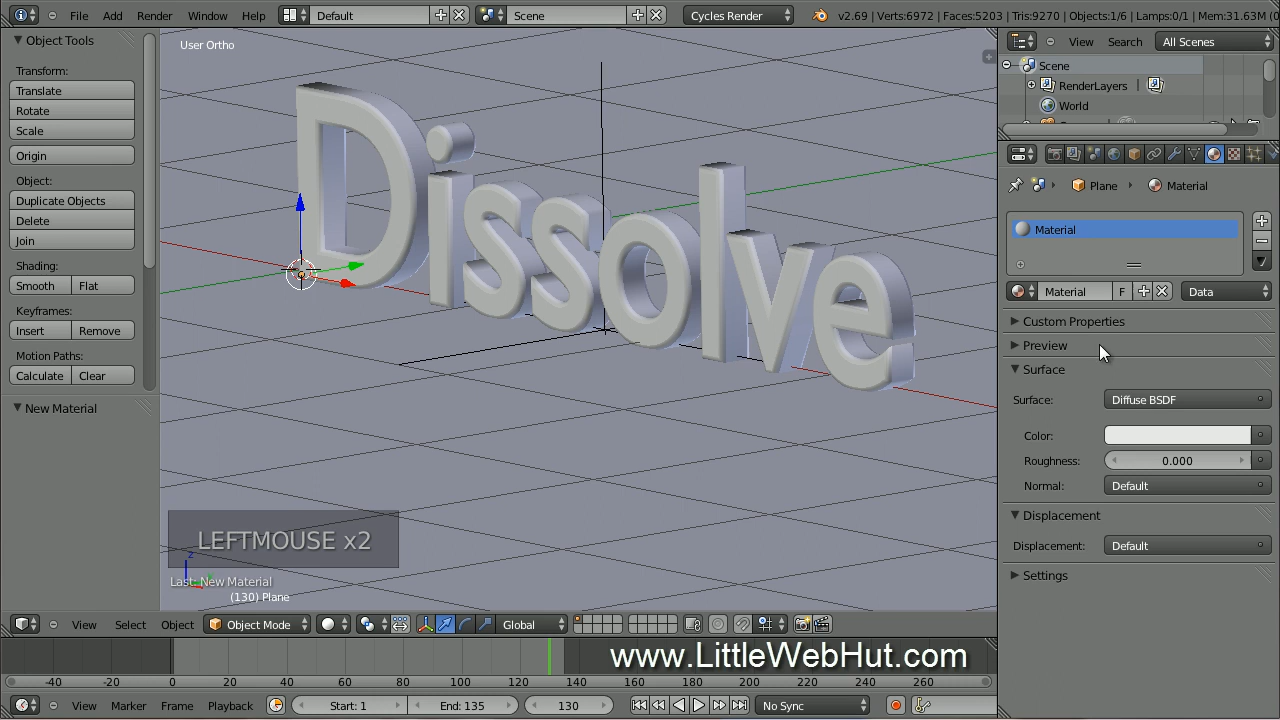 File Add Render Window Help Default Scene Cycles Render v2.69 | Verts:6972 | Faces:5203 | Tris:9270 | Objects:1/6 | Lamps:0/1 | Mem:31.63M (0
Object Tools
Transform:
Translate
Rotate
Scale
Origin
Object:
Duplicate Objects
Delete
Join
Shading:
Smooth Flat
Keyframes:
Insert Remove
Motion Paths:
Calculate Clear
New Material
User Ortho
Dissolve
LEFTMOUSE x2
z
Last: New Material
(130) Plane
View Select Object Object Mode Global
www.LittleWebHut.com
-40 -20 0 20 40 60 80 100 120 140 160 180 200 220 240 260
View Marker Frame Playback Start: 1 End: 135 130 No Sync
View Search All Scenes
Scene
RenderLayers
World
Plane Material
Material
Material F Data
Custom Properties
Preview
Surface
Surface: Diffuse BSDF
Color:
Roughness: 0.000
Normal: Default
Displacement
Displacement: Default
Settings